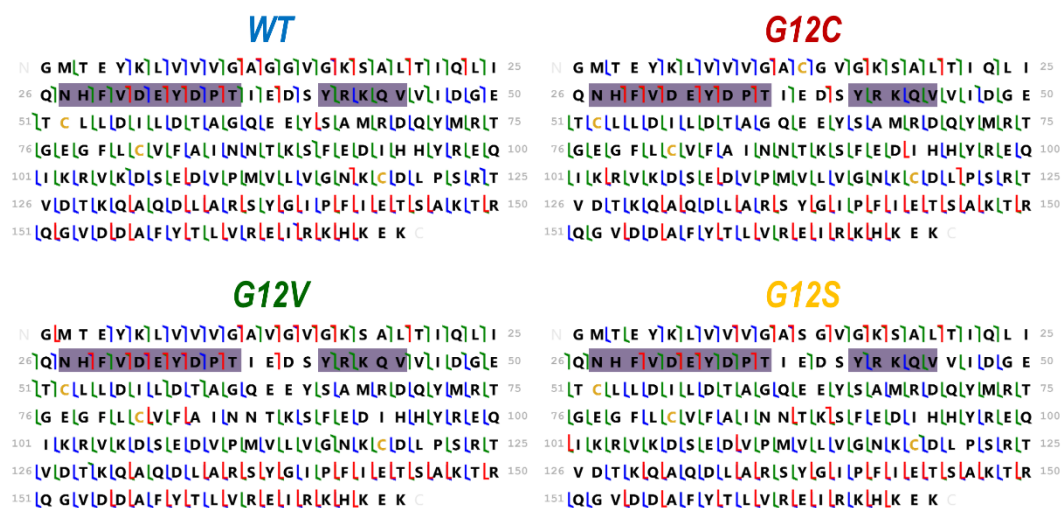 WT
N G M T E Y K L V V V G A G G V G K S A L T I Q L I 25
26 Q N H F V D E Y D P T I E D S Y R K Q V V I D G E 50
51 T C L L D I L D T A G Q E E Y S A M R D Q Y M R T 75
76 G E G F L C V F A I N N T K S F E D I H H Y R E Q 100
101 I K R V K D S E D V P M V L V G N K C D L P S R T 125
126 V D T K Q A Q D L A R S Y G I P F I E T S A K T R 150
151 Q G V D D A F Y T L V R E I R K H K E K C
G12C
N G M T E Y K L V V V G A C G V G K S A L T I Q L I 25
26 Q N H F V D E Y D P T I E D S Y R K Q V V I D G E 50
51 T C L L D I L D T A G Q E E Y S A M R D Q Y M R T 75
76 G E G F L C V F A I N N T K S F E D I H H Y R E Q 100
101 I K R V K D S E D V P M V L V G N K C D L P S R T 125
126 V D T K Q A Q D L A R S Y G I P F I E T S A K T R 150
151 Q G V D D A F Y T L V R E I R K H K E K C
G12V
N G M T E Y K L V V V G A V G V G K S A L T I Q L I 25
26 Q N H F V D E Y D P T I E D S Y R K Q V V I D G E 50
51 T C L L D I L D T A G Q E E Y S A M R D Q Y M R T 75
76 G E G F L C V F A I N N T K S F E D I H H Y R E Q 100
101 I K R V K D S E D V P M V L V G N K C D L P S R T 125
126 V D T K Q A Q D L A R S Y G I P F I E T S A K T R 150
151 Q G V D D A F Y T L V R E I R K H K E K C
G12S
N G M T E Y K L V V V G A S G V G K S A L T I Q L I 25
26 Q N H F V D E Y D P T I E D S Y R K Q V V I D G E 50
51 T C L L D I L D T A G Q E E Y S A M R D Q Y M R T 75
76 G E G F L C V F A I N N T K S F E D I H H Y R E Q 100
101 I K R V K D S E D V P M V L V G N K C D L P S R T 125
126 V D T K Q A Q D L A R S Y G I P F I E T S A K T R 150
151 Q G V D D A F Y T L V R E I R K H K E K C